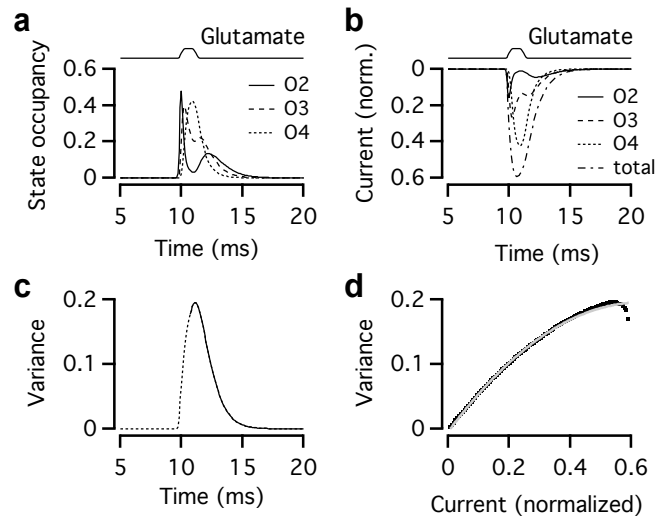 a
Glutamate
State occupancy
0.6
0.4
0.2
0
O2
O3
O4
5 10 15 20
Time (ms)
b
Glutamate
Current (norm.)
0
0.2
0.4
0.6
O2
O3
O4
total
5 10 15 20
Time (ms)
c
Variance
0.2
0.1
0
5 10 15 20
Time (ms)
d
Variance
0.2
0.1
0
0 0.2 0.4 0.6
Current (normalized)